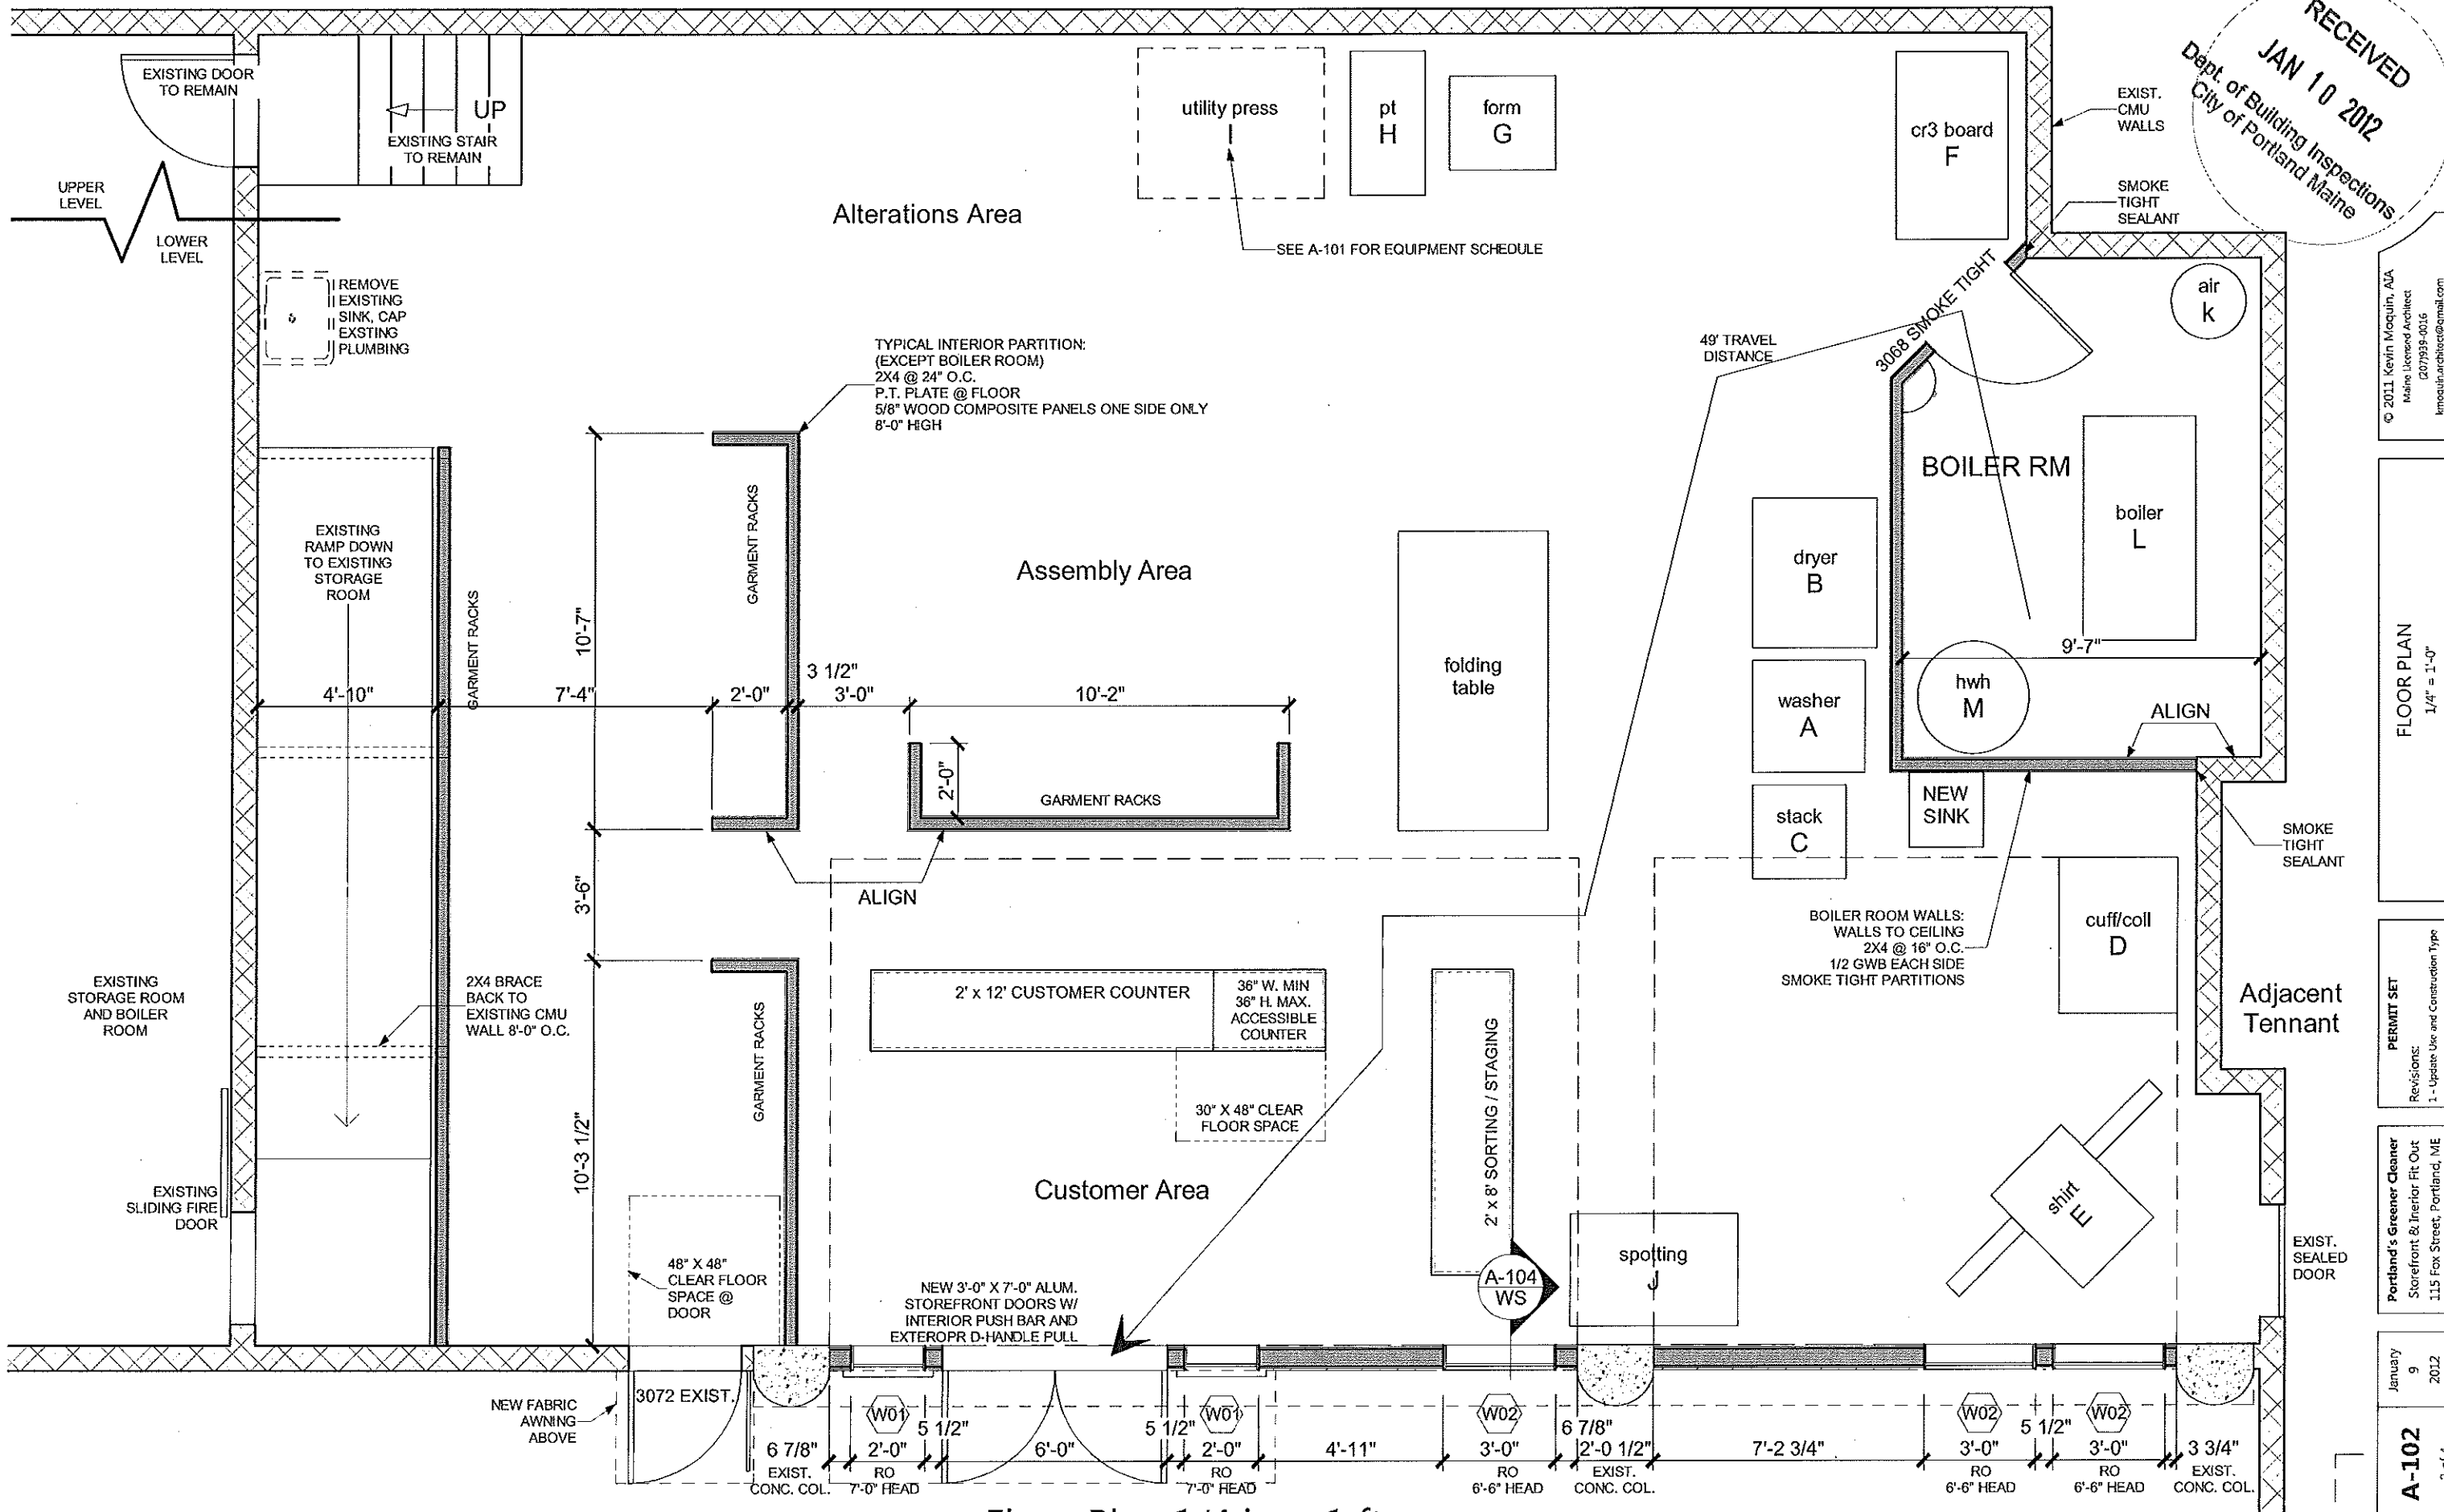 RECEIVED
JAN 10 2012
Dept. of Building Inspections
City of Portland Maine
EXISTING DOOR
TO REMAIN
UP
EXISTING STAIR
TO REMAIN
UPPER
LEVEL
LOWER
LEVEL
REMOVE
EXISTING
SINK, CAP
EXSTING
PLUMBING
utility press
I
pt
H
form
G
cr3 board
F
EXIST.
CMU
WALLS
SMOKE
TIGHT
SEALANT
Alterations Area
SEE A-101 FOR EQUIPMENT SCHEDULE
3068 SMOKE TIGHT
air
k
49' TRAVEL
DISTANCE
TYPICAL INTERIOR PARTITION:
(EXCEPT BOILER ROOM)
2X4 @ 24" O.C.
P.T. PLATE @ FLOOR
5/8" WOOD COMPOSITE PANELS ONE SIDE ONLY
8'-0" HIGH
BOILER RM
boiler
L
EXISTING
RAMP DOWN
TO EXISTING
STORAGE
ROOM
GARMENT RACKS
10'-7"
GARMENT RACKS
Assembly Area
folding
table
dryer
B
washer
A
stack
C
hwh
M
9'-7"
ALIGN
NEW
SINK
4'-10"
7'-4"
2'-0"
3 1/2"
3'-0"
10'-2"
2'-0"
GARMENT RACKS
ALIGN
3'-6"
SMOKE
TIGHT
SEALANT
BOILER ROOM WALLS:
WALLS TO CEILING
2X4 @ 16" O.C.
1/2 GWB EACH SIDE
SMOKE TIGHT PARTITIONS
cuff/coll
D
Adjacent
Tennant
EXISTING
STORAGE ROOM
AND BOILER
ROOM
2X4 BRACE
BACK TO
EXISTING CMU
WALL 8'-0" O.C.
GARMENT RACKS
10'-3 1/2"
2' x 12' CUSTOMER COUNTER
36" W. MIN
36" H. MAX.
ACCESSIBLE
COUNTER
30" X 48" CLEAR
FLOOR SPACE
2' x 8' SORTING / STAGING
Customer Area
EXISTING
SLIDING FIRE
DOOR
48" X 48"
CLEAR FLOOR
SPACE @
DOOR
NEW 3'-0" X 7'-0" ALUM.
STOREFRONT DOORS W/
INTERIOR PUSH BAR AND
EXTEROPR D-HANDLE PULL
A-104
WS
spotting
J
shirt
E
EXIST.
SEALED
DOOR
NEW FABRIC
AWNING
ABOVE
3072 EXIST.
W01
W01
W02
W02
W02
6 7/8"
2'-0"
5 1/2"
6'-0"
5 1/2"
2'-0"
4'-11"
3'-0"
6 7/8"
2'-0 1/2"
7'-2 3/4"
3'-0"
5 1/2"
3'-0"
3 3/4"
EXIST.
CONC. COL.
RO
7'-0" HEAD
RO
7'-0" HEAD
RO
6'-6" HEAD
EXIST.
CONC. COL.
RO
6'-6" HEAD
RO
6'-6" HEAD
EXIST.
CONC. COL.
© 2011 Kevin Moquin, AIA
Maine Licensed Architect
(207)939-0016
kmoquin.architect@gmail.com
FLOOR PLAN
1/4" = 1'-0"
PERMIT SET
Revisions:
1 - Update Use and Construction Type
Portland's Greener Cleaner
Storefront & Inerior Fit Out
115 Fox Street, Portland, ME
January
9
2012
A-102